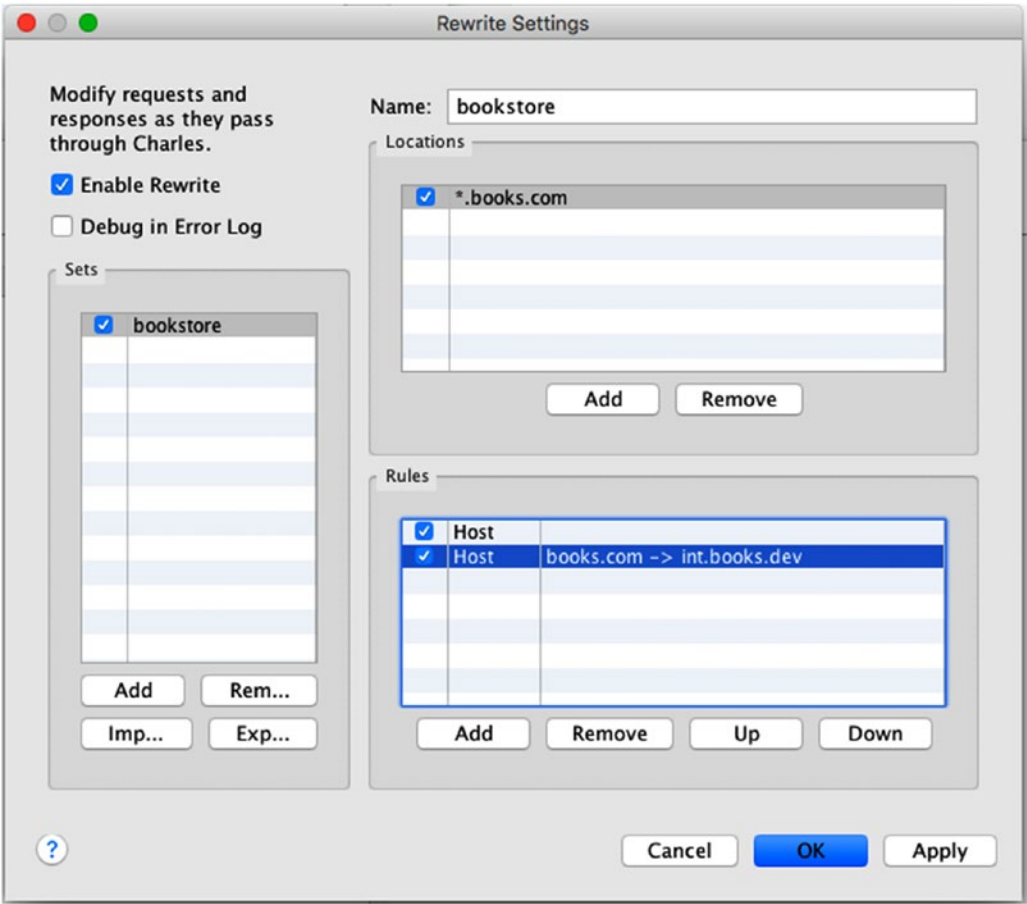 Rewrite Settings
Modify requests and
responses as they pass
through Charles.
Enable Rewrite
Debug in Error Log
Sets
bookstore
Add Rem...
Imp... Exp...
Name: bookstore
Locations
*.books.com
Add Remove
Rules
Host
Host books.com -> int.books.dev
Add Remove Up Down
? Cancel OK Apply